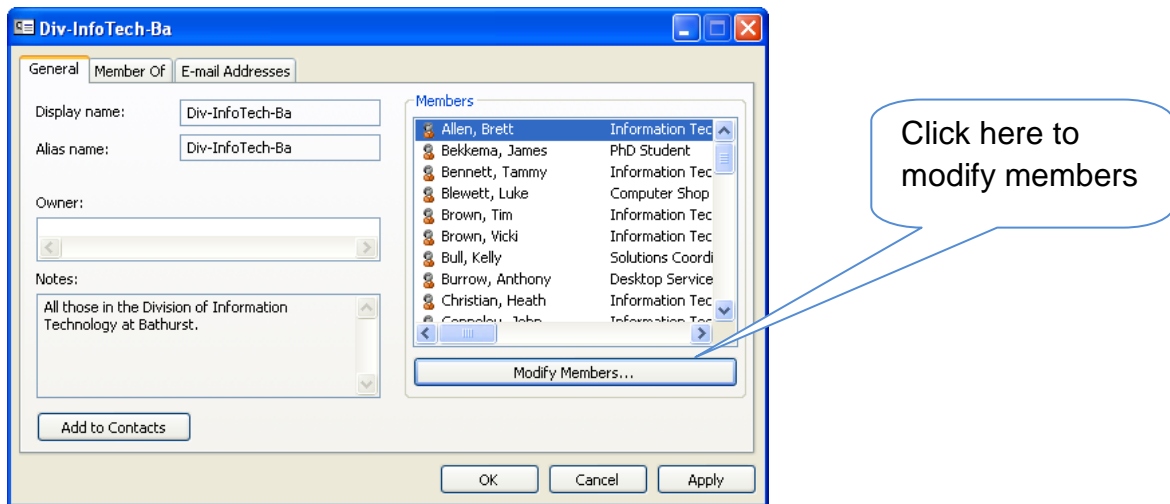 Div-InfoTech-Ba
General Member Of E-mail Addresses
Display name: Div-InfoTech-Ba
Alias name: Div-InfoTech-Ba
Owner:
Notes:
All those in the Division of Information
Technology at Bathurst.
Add to Contacts
Members
Allen, Brett Information Tec
Bekkema, James PhD Student
Bennett, Tammy Information Tec
Blewett, Luke Computer Shop
Brown, Tim Information Tec
Brown, Vicki Information Tec
Bull, Kelly Solutions Coordi
Burrow, Anthony Desktop Service
Christian, Heath Information Tec
John Information Tec
Modify Members...
OK Cancel Apply
Click here to
modify members